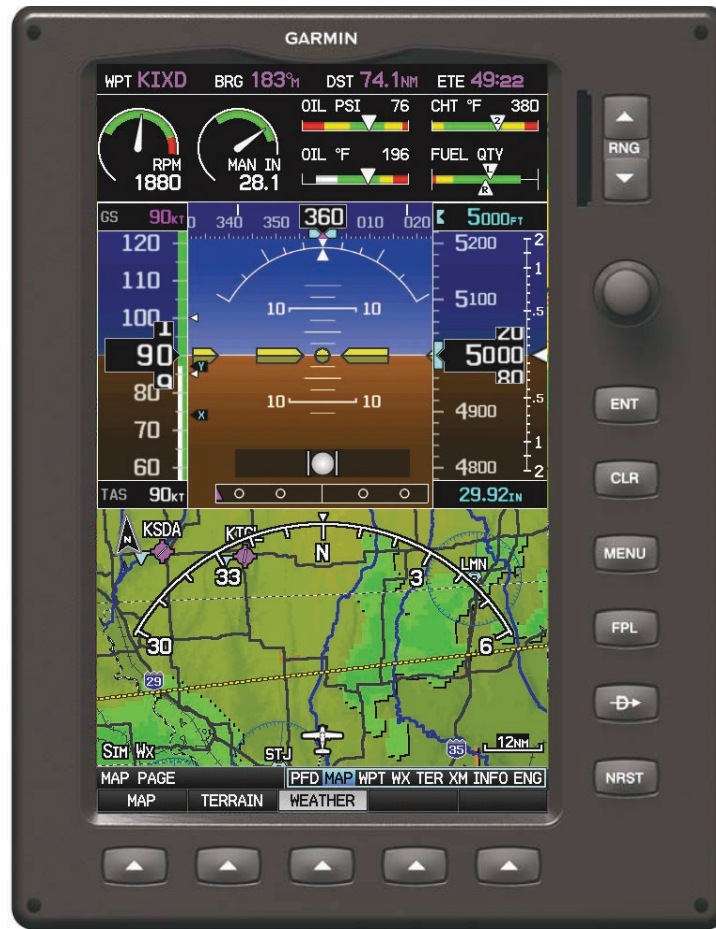 GARMIN
WPT KIXD BRG 183°M DST 74.1NM ETE 49:22
OIL PSI 76 CHT °F 380
2
RPM
1880
MAN IN
28.1
OIL °F 196 FUEL QTY
L
R
RNG
GS 90KT 340 350 360 010 020 5000FT
120 5200 2
110 1
100 10 10 5100 .5
90 5000
20
80
Y
80 10 10 4900 .5
X
70 1
60 4800 2
TAS 90KT 29.92IN
ENT
CLR
MENU
FPL
D
NRST
N KSDA LMN
33 N 3
30 6
29
SIM WX STJ 35 12NM
MAP PAGE PFD MAP WPT WX TER XM INFO ENG
MAP TERRAIN WEATHER